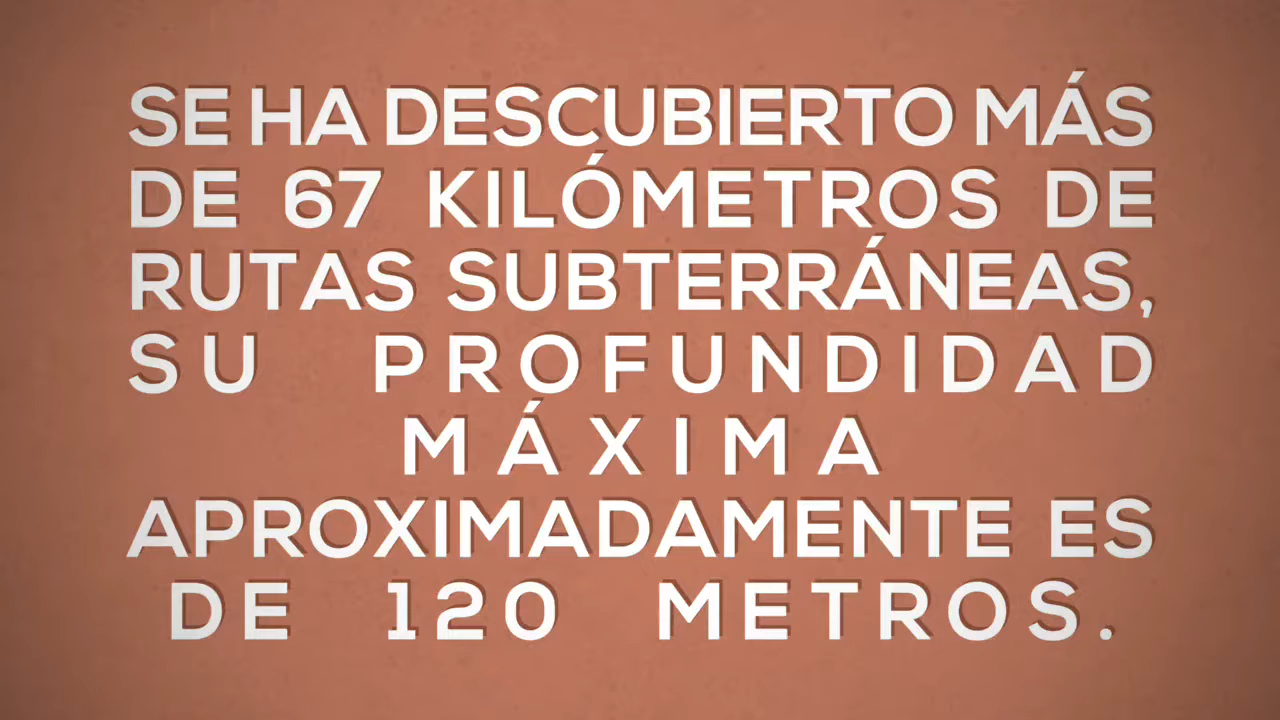 SE HA DESCUBIERTO MÁS
DE 67 KILÓMETROS DE
RUTAS SUBTERRÁNEAS,
SU PROFUNDIDAD
MÁXIMA
APROXIMADAMENTE ES
DE 120 METROS.